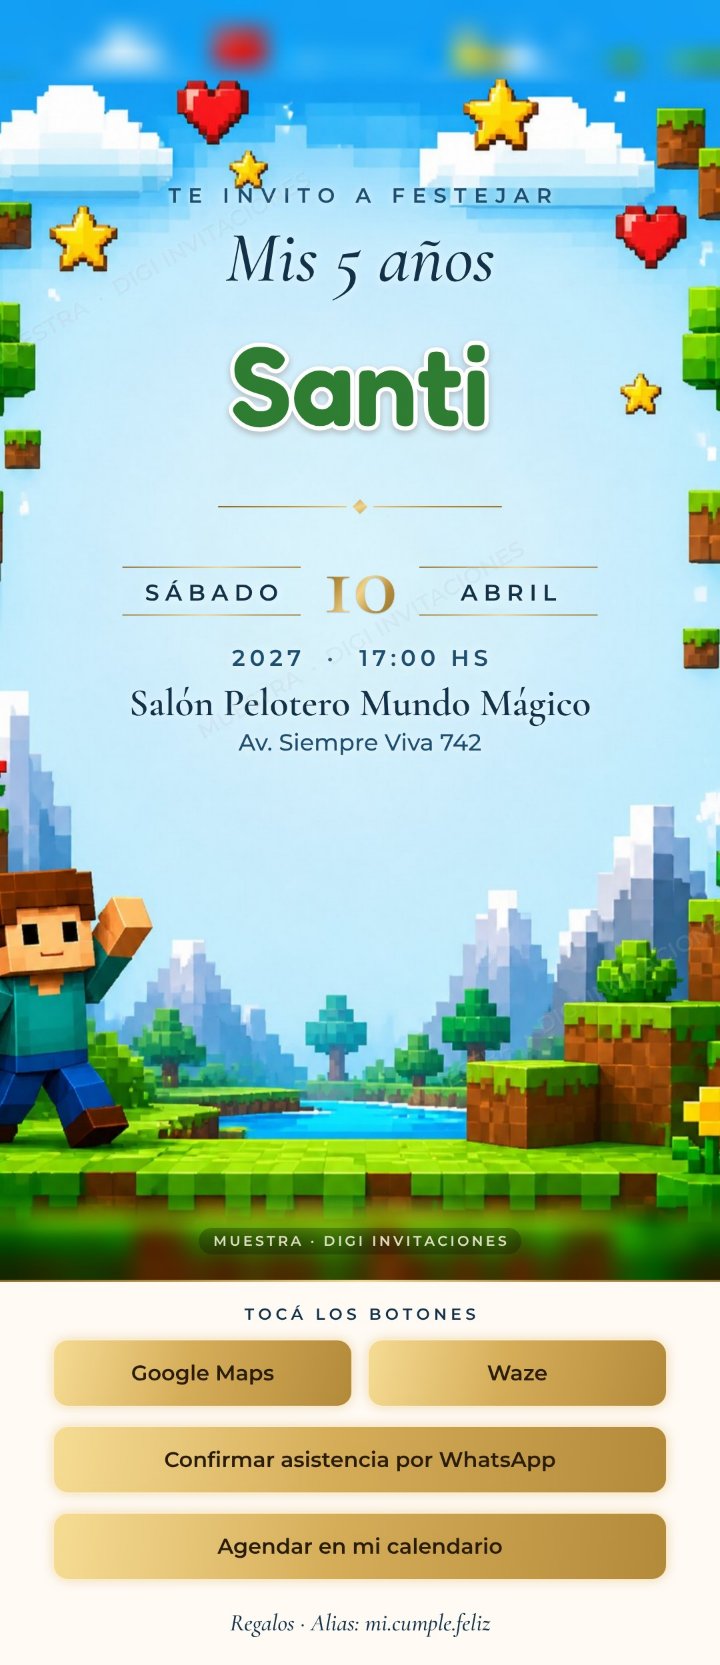 TE INVITO A FESTEJAR
Mis 5 años
Santi
SÁBADO 10 ABRIL
2027 · 17:00 HS
Salón Pelotero Mundo Mágico
Av. Siempre Viva 742
MUESTRA · DIGI INVITACIONES
TOCÁ LOS BOTONES
Google Maps
Waze
Confirmar asistencia por WhatsApp
Agendar en mi calendario
Regalos · Alias: mi.cumple.feliz